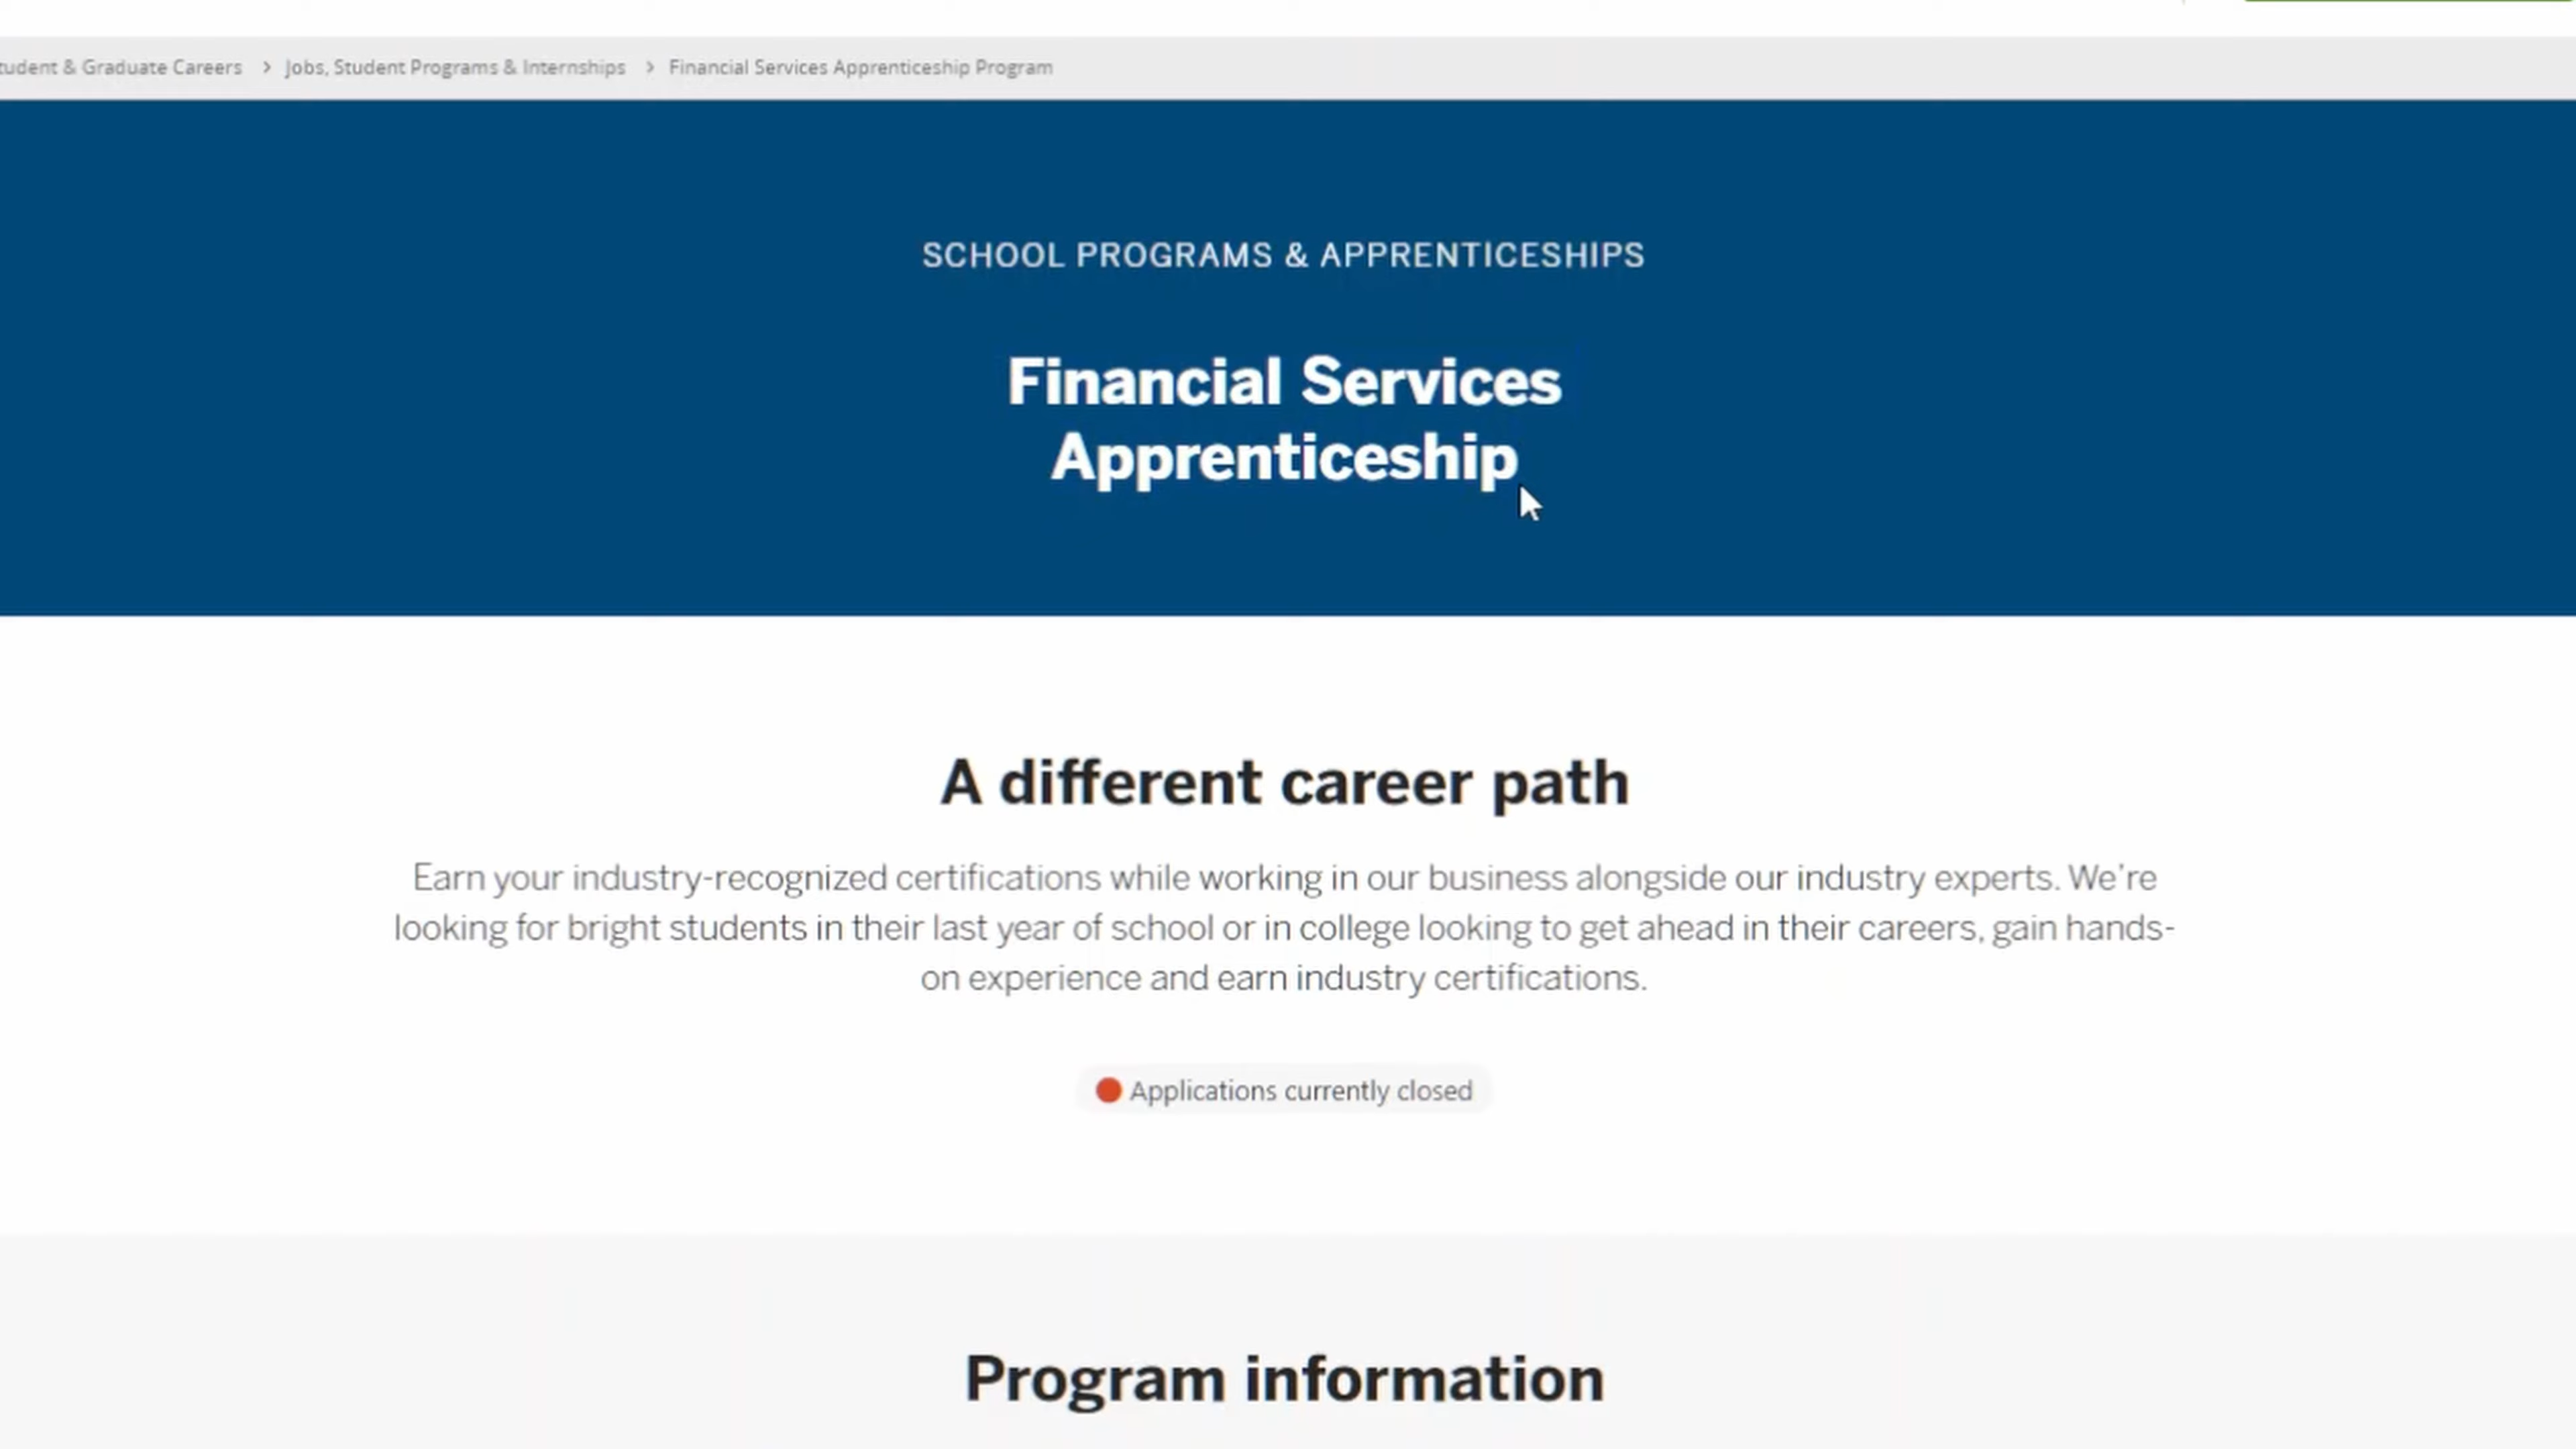 & Graduate Careers > Jobs, Student Programs & Internships > Financial Services Apprenticeship Program
SCHOOL PROGRAMS & APPRENTICESHIPS
Financial Services
Apprenticeship
A different career path
Earn your industry-recognized certifications while working in our business alongside our industry experts. We're
looking for bright students in their last year of school or in college looking to get ahead in their careers, gain hands-
on experience and earn industry certifications.
Applications currently closed
Program information